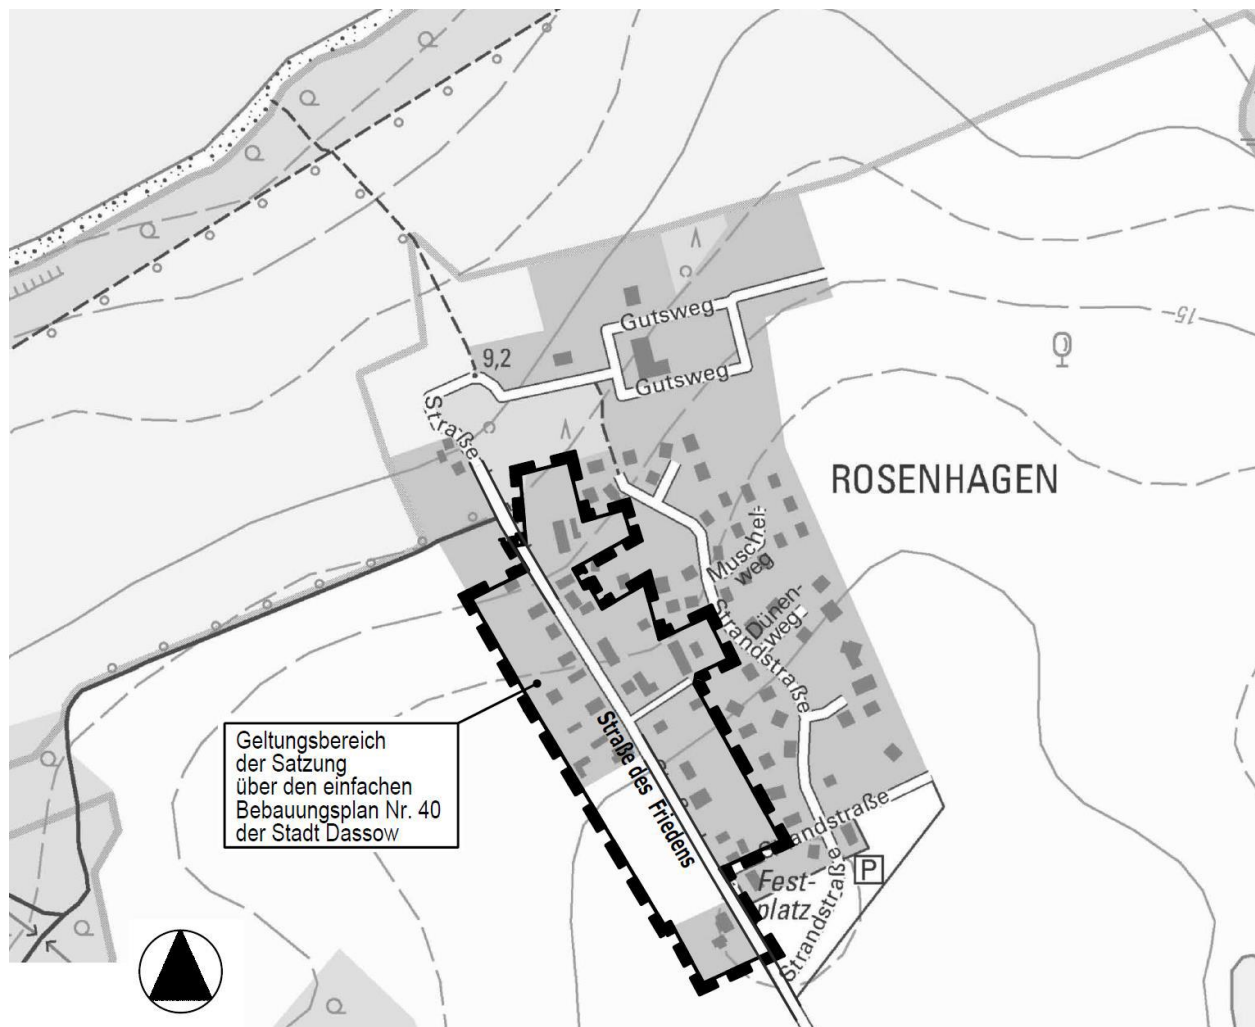 Gutsweg
9,2
Gutsweg
15
Straße
ROSENHAGEN
Muschel-
weg
Dünen-
weg
Strandstraße
Geltungsbereich
der Satzung
über den einfachen
Bebauungsplan Nr. 40
der Stadt Dassow
Straße des Friedens
Strandstraße
P
Fest-
platz
Strandstraße